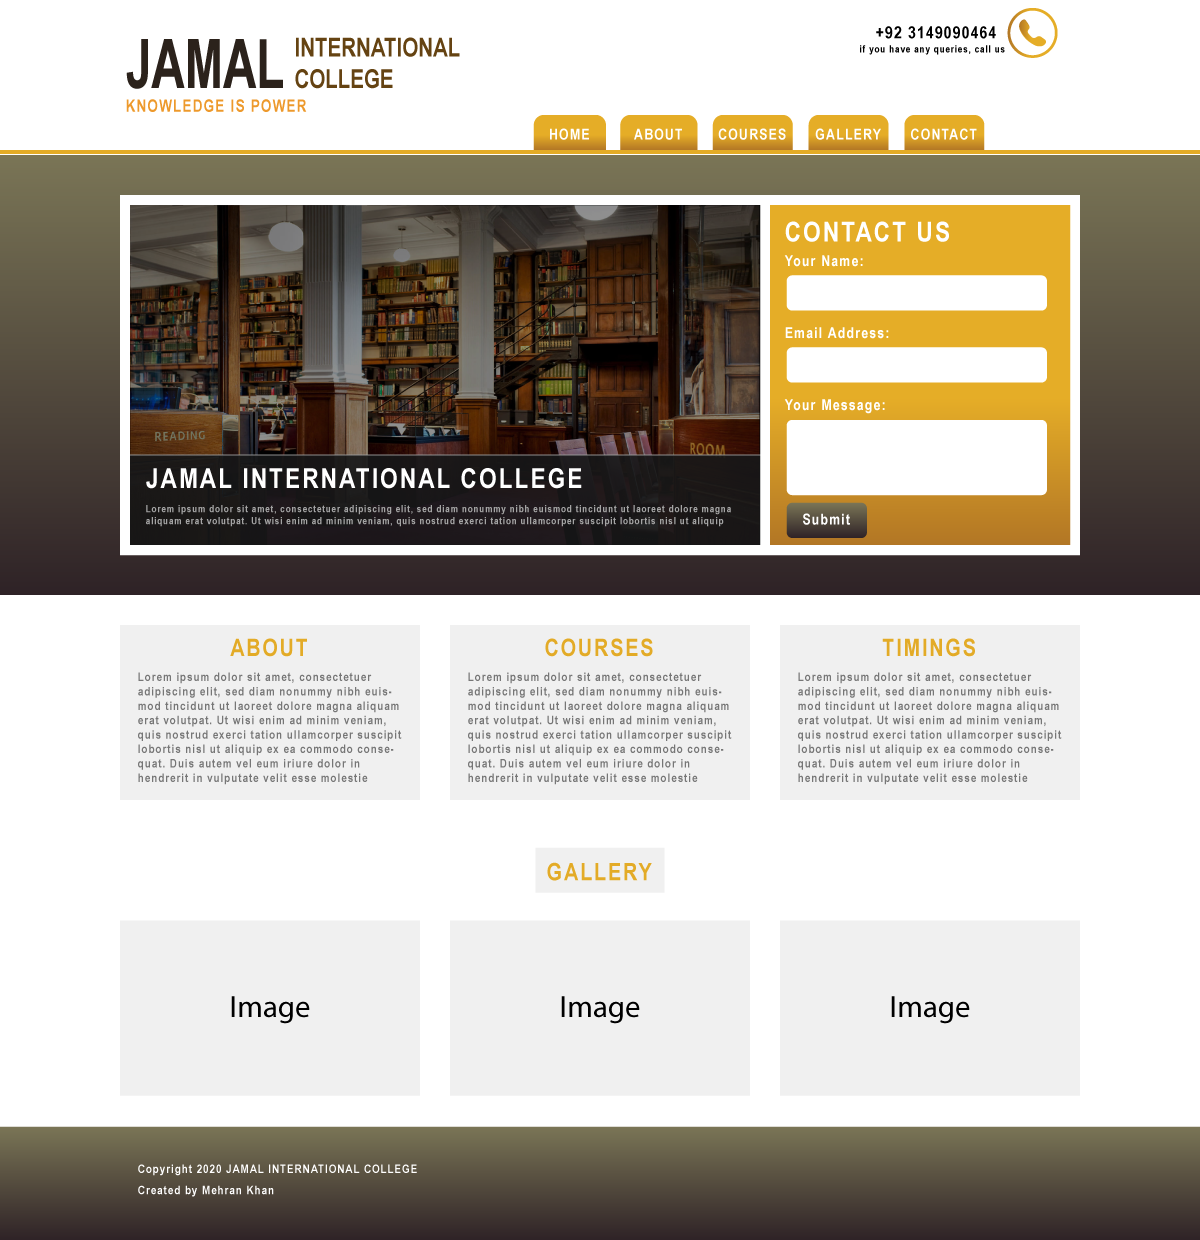 JAMAL INTERNATIONAL COLLEGE
KNOWLEDGE IS POWER
+92 3149090464
if you have any queries, call us
HOME ABOUT COURSES GALLERY CONTACT
READING
ROOM
JAMAL INTERNATIONAL COLLEGE
Lorem ipsum dolor sit amet, consectetuer adipiscing elit, sed diam nonummy nibh euismod tincidunt ut laoreet dolore magna
aliquam erat volutpat. Ut wisi enim ad minim veniam, quis nostrud exerci tation ullamcorper suscipit lobortis nisl ut aliquip
CONTACT US
Your Name:
Email Address:
Your Message:
Submit
ABOUT
Lorem ipsum dolor sit amet, consectetuer
adipiscing elit, sed diam nonummy nibh euis-
mod tincidunt ut laoreet dolore magna aliquam
erat volutpat. Ut wisi enim ad minim veniam,
quis nostrud exerci tation ullamcorper suscipit
lobortis nisl ut aliquip ex ea commodo conse-
quat. Duis autem vel eum iriure dolor in
hendrerit in vulputate velit esse molestie
COURSES
Lorem ipsum dolor sit amet, consectetuer
adipiscing elit, sed diam nonummy nibh euis-
mod tincidunt ut laoreet dolore magna aliquam
erat volutpat. Ut wisi enim ad minim veniam,
quis nostrud exerci tation ullamcorper suscipit
lobortis nisl ut aliquip ex ea commodo conse-
quat. Duis autem vel eum iriure dolor in
hendrerit in vulputate velit esse molestie
TIMINGS
Lorem ipsum dolor sit amet, consectetuer
adipiscing elit, sed diam nonummy nibh euis-
mod tincidunt ut laoreet dolore magna aliquam
erat volutpat. Ut wisi enim ad minim veniam,
quis nostrud exerci tation ullamcorper suscipit
lobortis nisl ut aliquip ex ea commodo conse-
quat. Duis autem vel eum iriure dolor in
hendrerit in vulputate velit esse molestie
GALLERY
Image
Image
Image
Copyright 2020 JAMAL INTERNATIONAL COLLEGE
Created by Mehran Khan